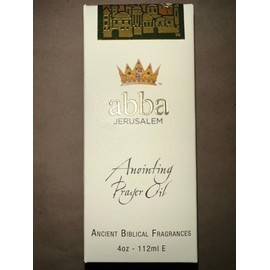 abba
JERUSALEM
Anointing
Prayer Oil
ANCIENT BIBLICAL FRAGRANCES
4oz - 112ml E